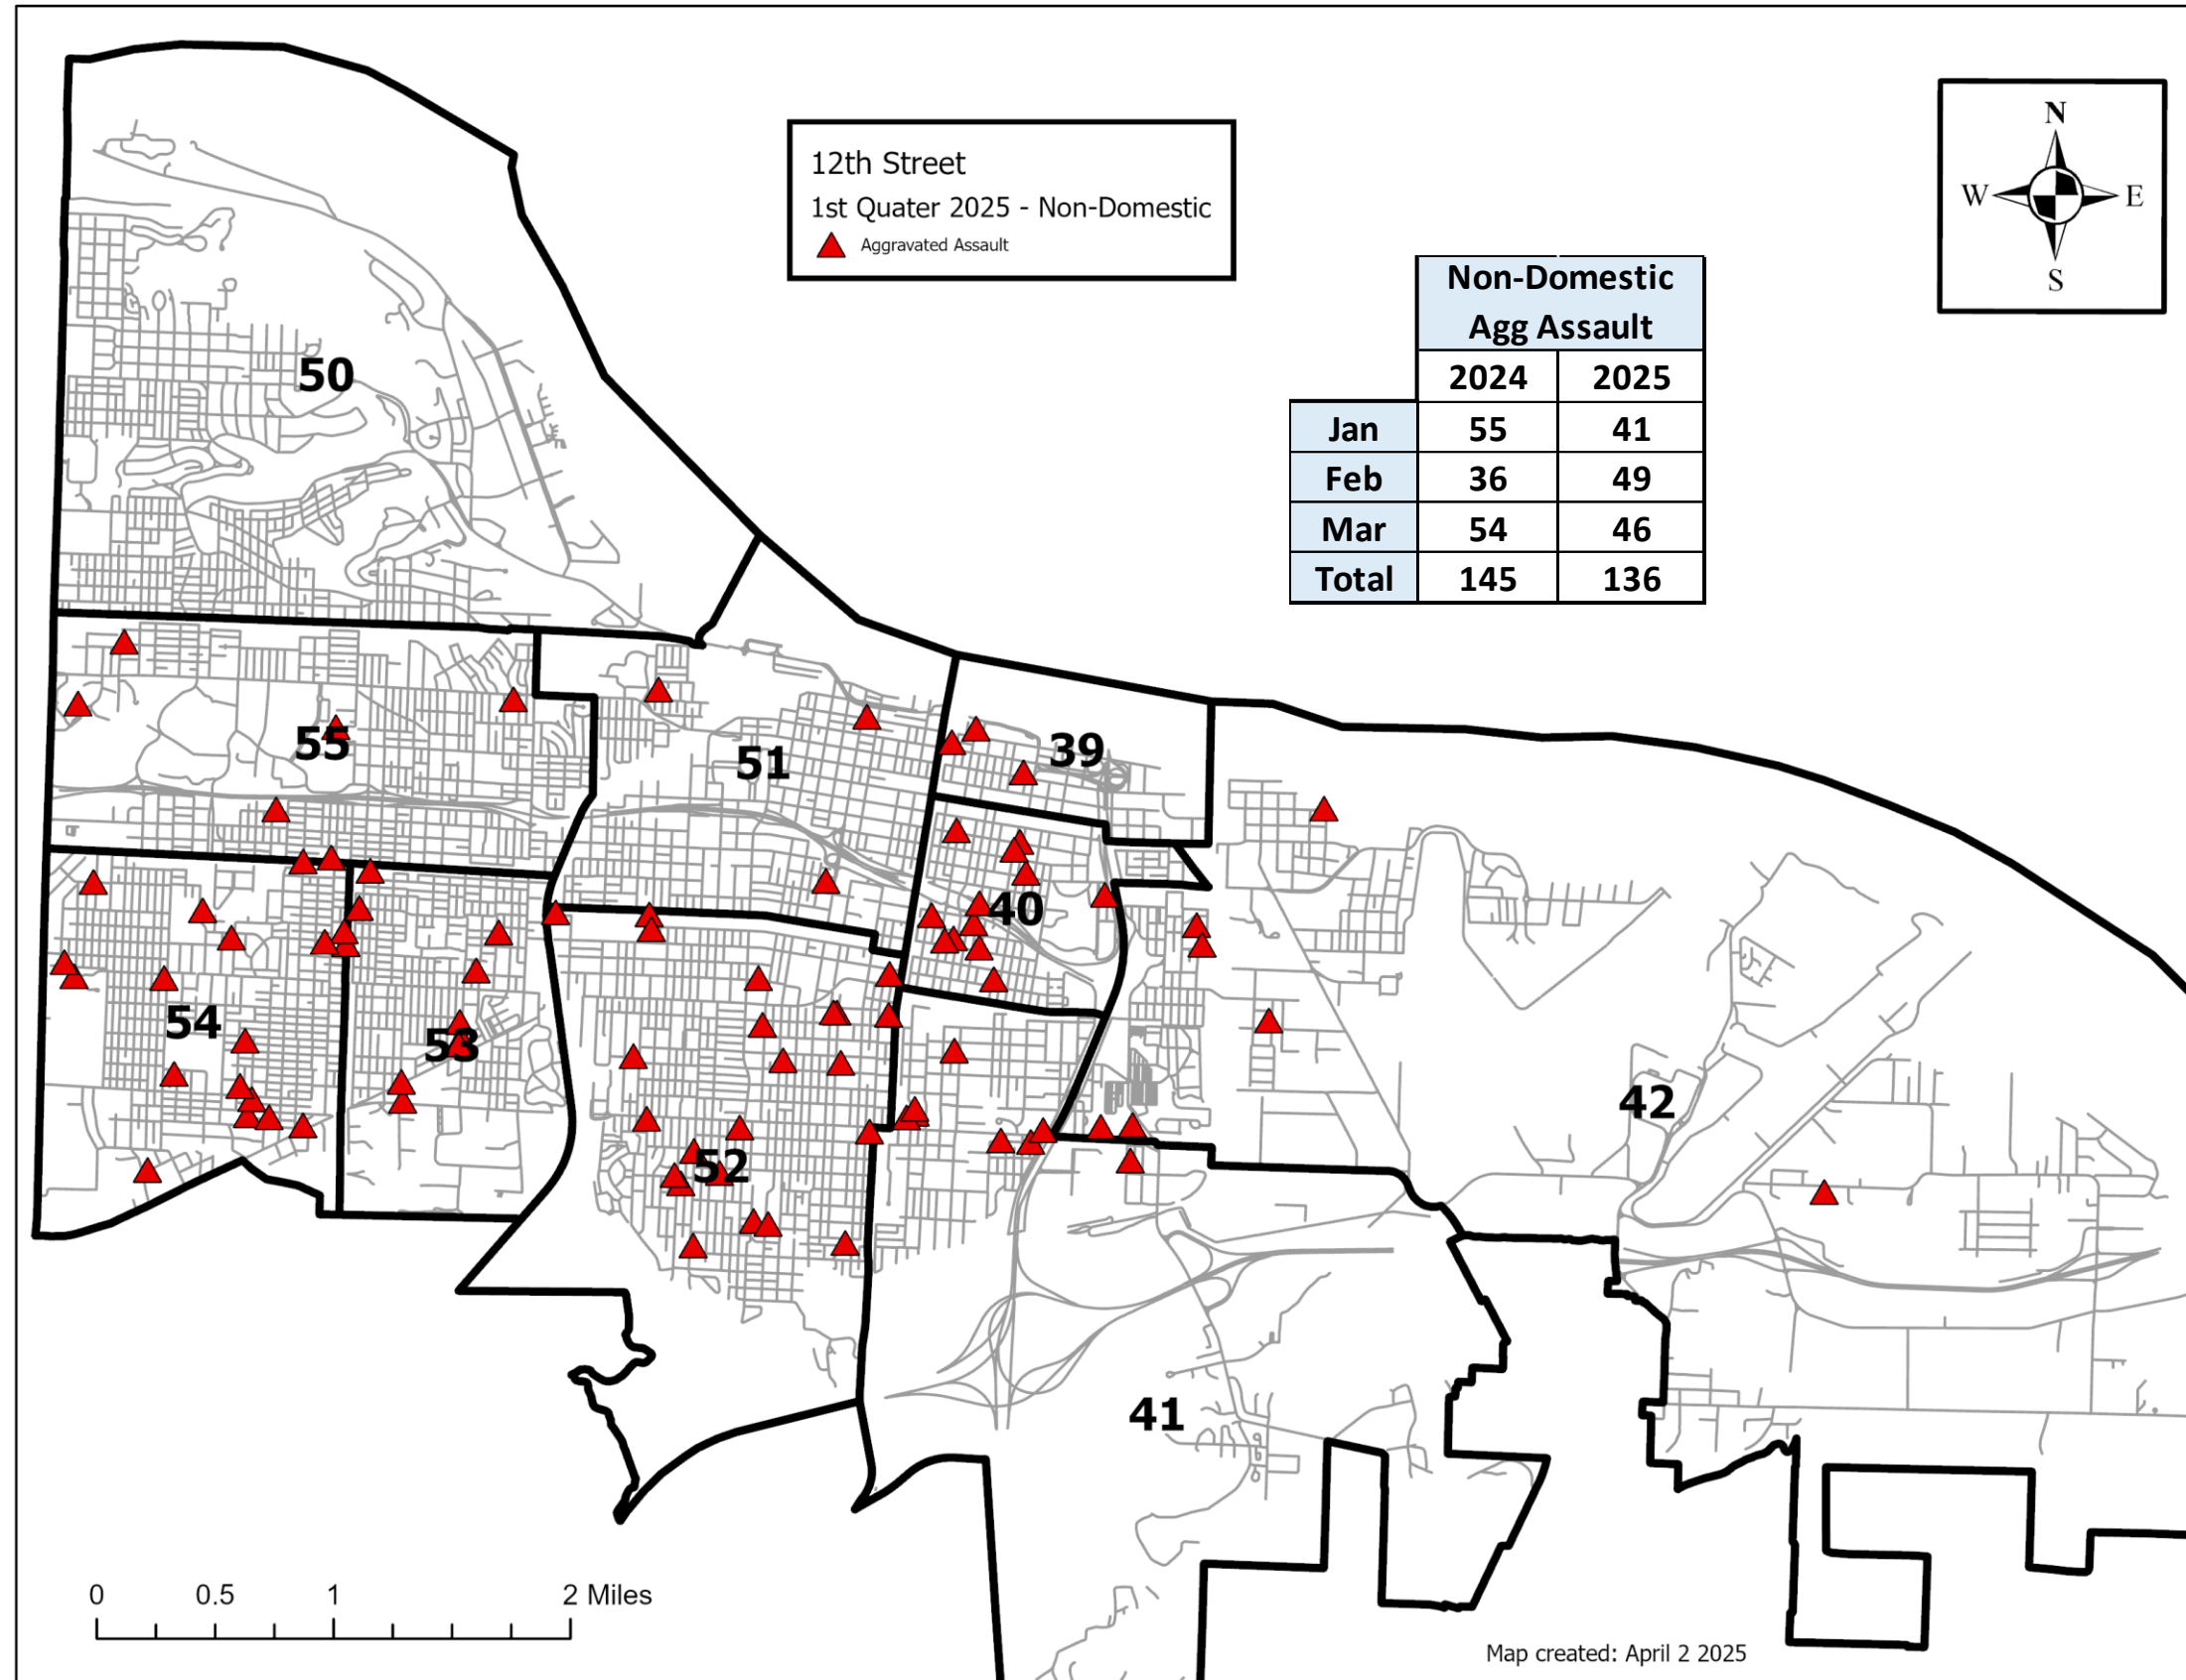 12th Street
1st Quater 2025 - Non-Domestic
Aggravated Assault
N
W E
S
Non-Domestic
Agg Assault
2024 2025
Jan 55 41
Feb 36 49
Mar 54 46
Total 145 136
50
55
51
39
40
54
53
52
42
41
0 0.5 1 2 Miles
Map created: April 2 2025